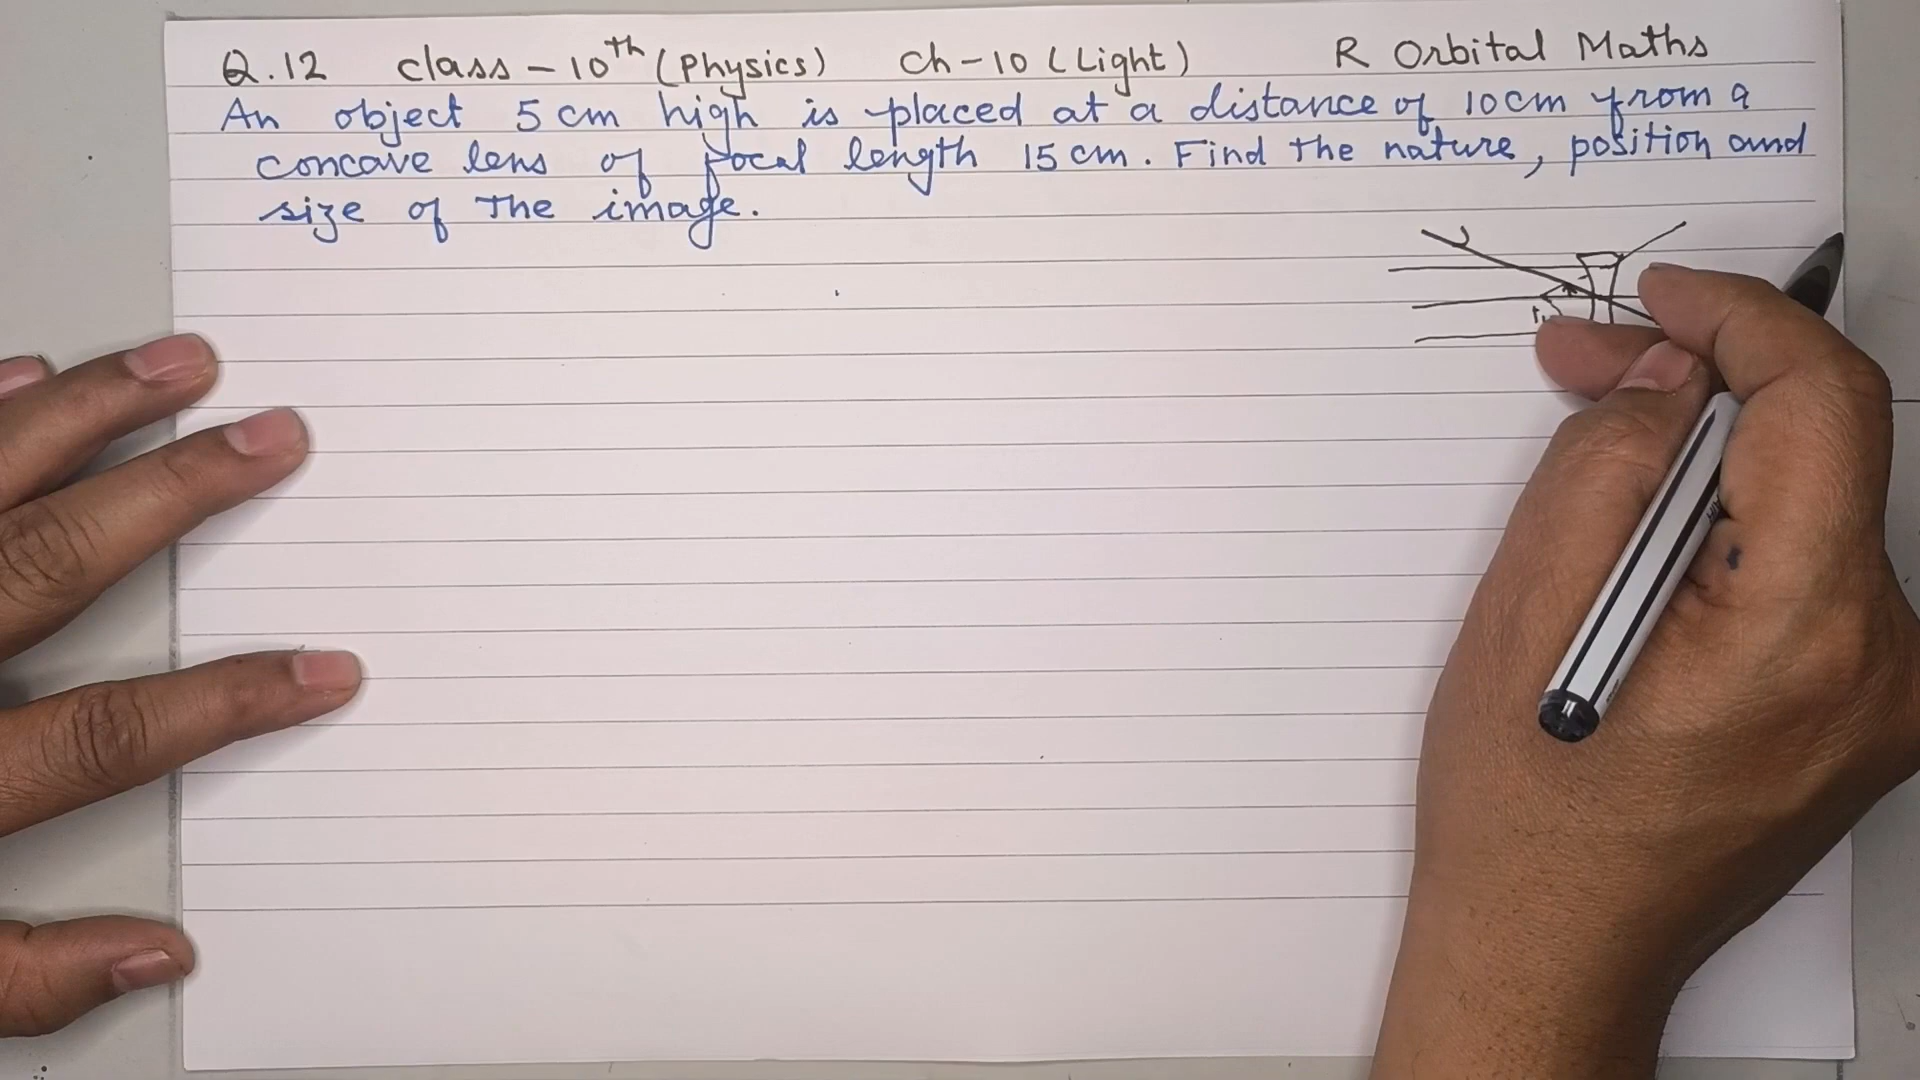 Q.12 class - 10th (Physics) Ch - 10 (Light) R Orbital Maths
An object 5 cm high is placed at a distance of 10cm from a
concave lens of focal length 15 cm. Find the nature, position and
size of the image.